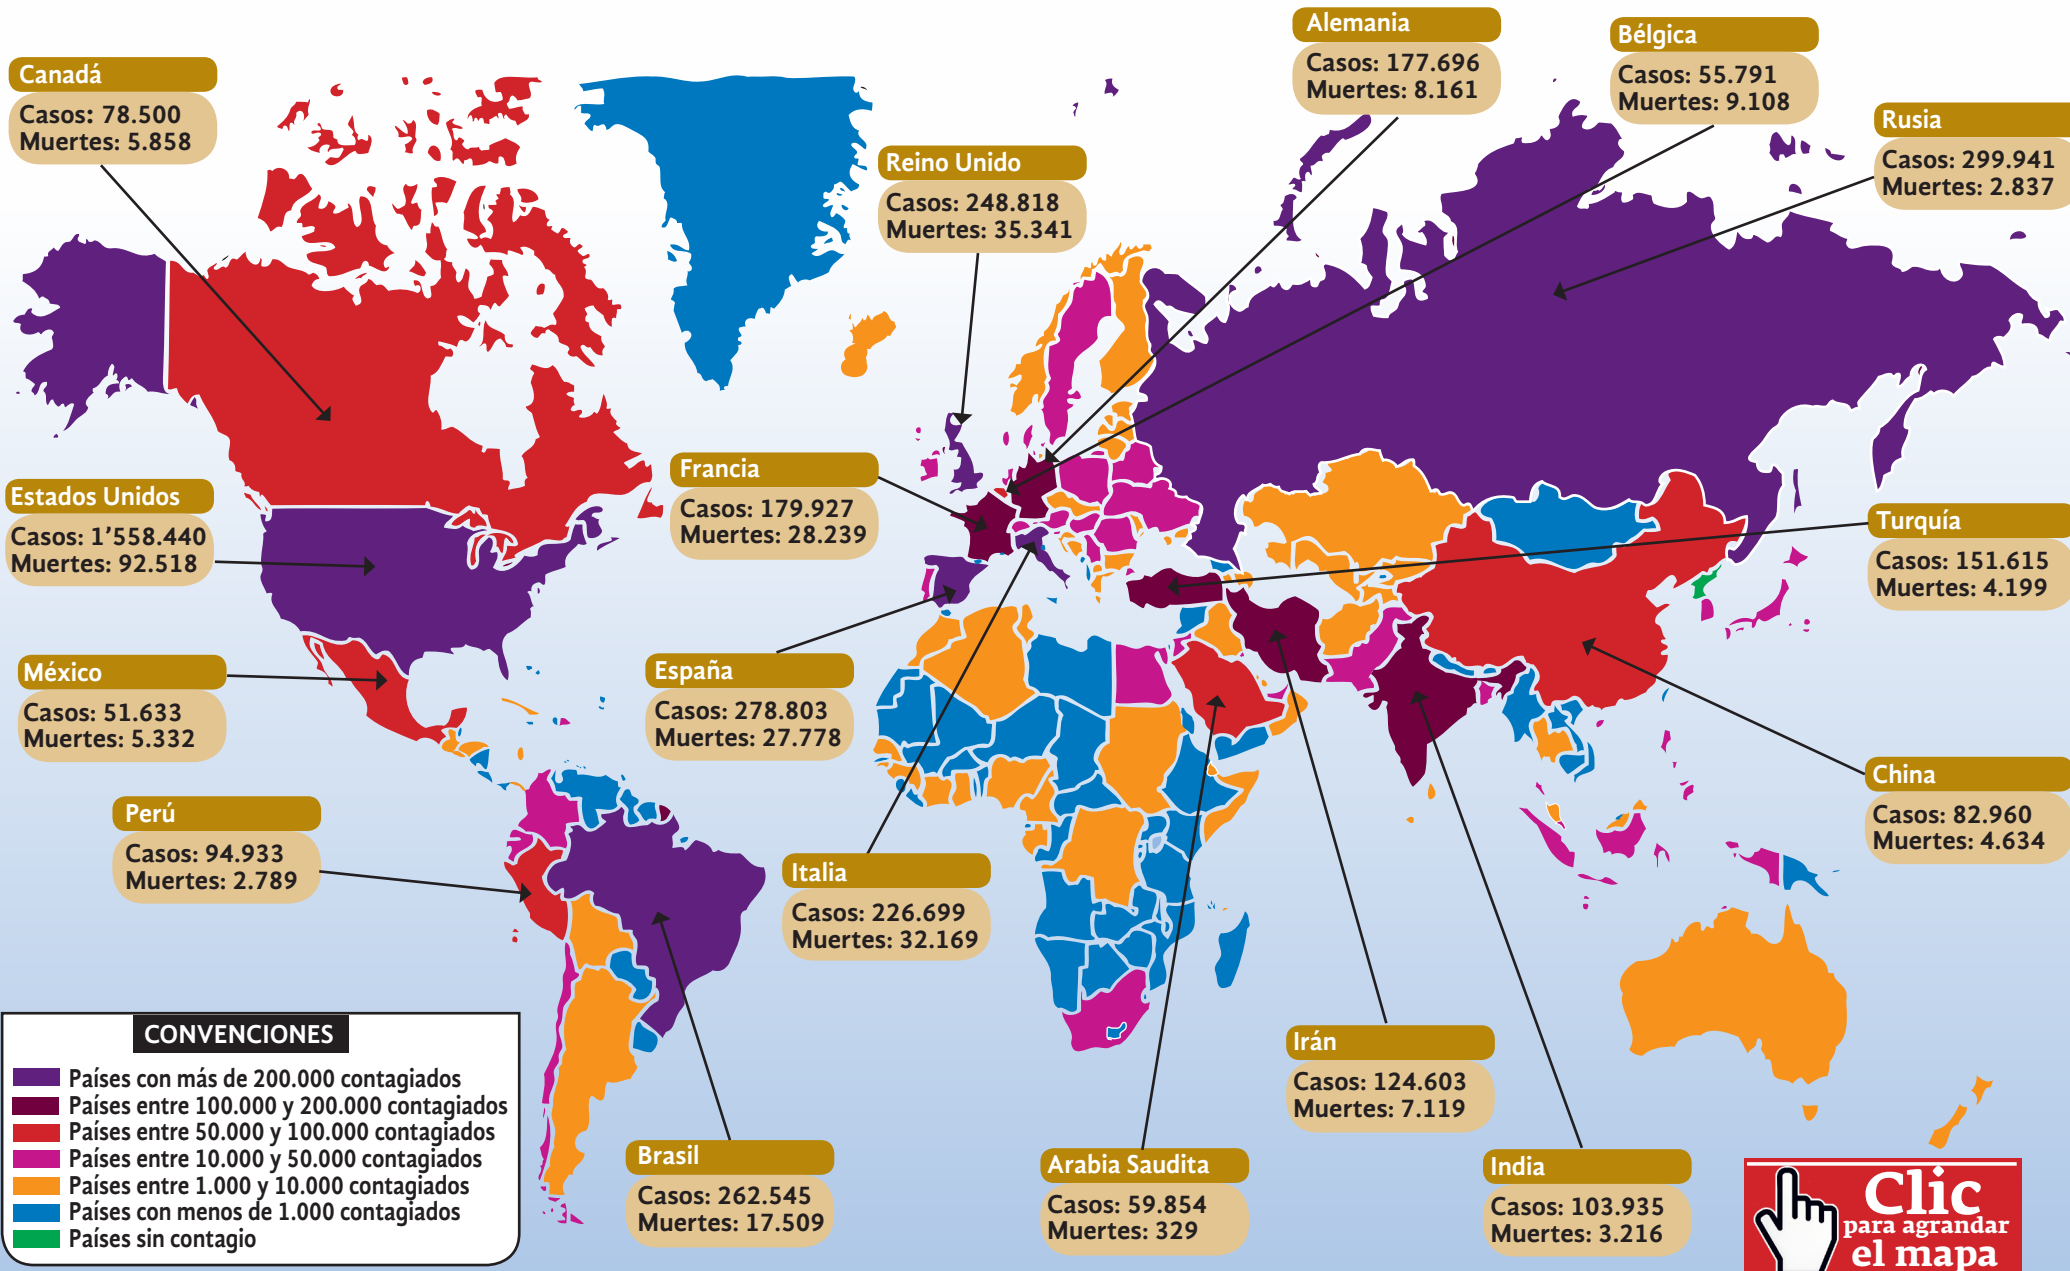 Canadá
Casos: 78.500
Muertes: 5.858
Alemania
Casos: 177.696
Muertes: 8.161
Bélgica
Casos: 55.791
Muertes: 9.108
Rusia
Casos: 299.941
Muertes: 2.837
Reino Unido
Casos: 248.818
Muertes: 35.341
Francia
Casos: 179.927
Muertes: 28.239
Estados Unidos
Casos: 1’558.440
Muertes: 92.518
Turquía
Casos: 151.615
Muertes: 4.199
México
Casos: 51.633
Muertes: 5.332
España
Casos: 278.803
Muertes: 27.778
China
Casos: 82.960
Muertes: 4.634
Perú
Casos: 94.933
Muertes: 2.789
Italia
Casos: 226.699
Muertes: 32.169
Irán
Casos: 124.603
Muertes: 7.119
Brasil
Casos: 262.545
Muertes: 17.509
Arabia Saudita
Casos: 59.854
Muertes: 329
India
Casos: 103.935
Muertes: 3.216
CONVENCIONES
Países con más de 200.000 contagiados
Países entre 100.000 y 200.000 contagiados
Países entre 50.000 y 100.000 contagiados
Países entre 10.000 y 50.000 contagiados
Países entre 1.000 y 10.000 contagiados
Países con menos de 1.000 contagiados
Países sin contagio
Clic
para agrandar
el mapa